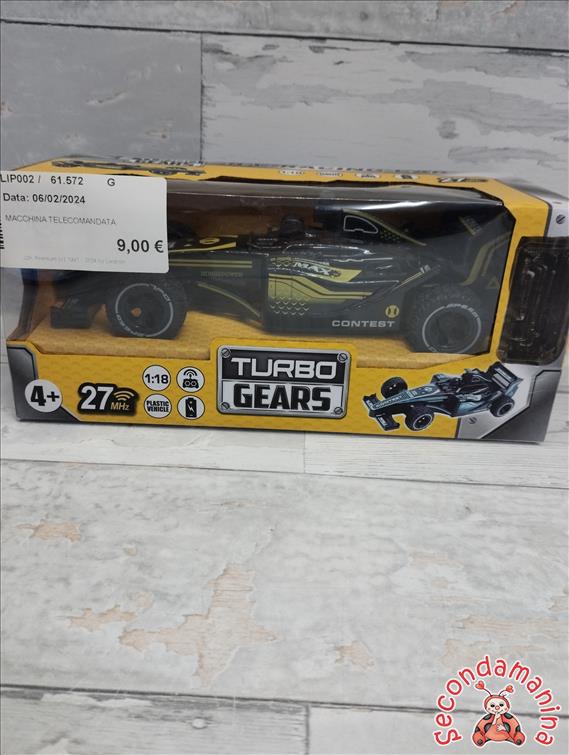 LIP002 / 61.572 G
Data: 06/02/2024
MACCHINA TELECOMANDATA
9,00 €
MAX
CONTEST
TURBO
GEARS
4+
27 MHz
1:18
PLASTIC
VEHICLE
Secondamanina